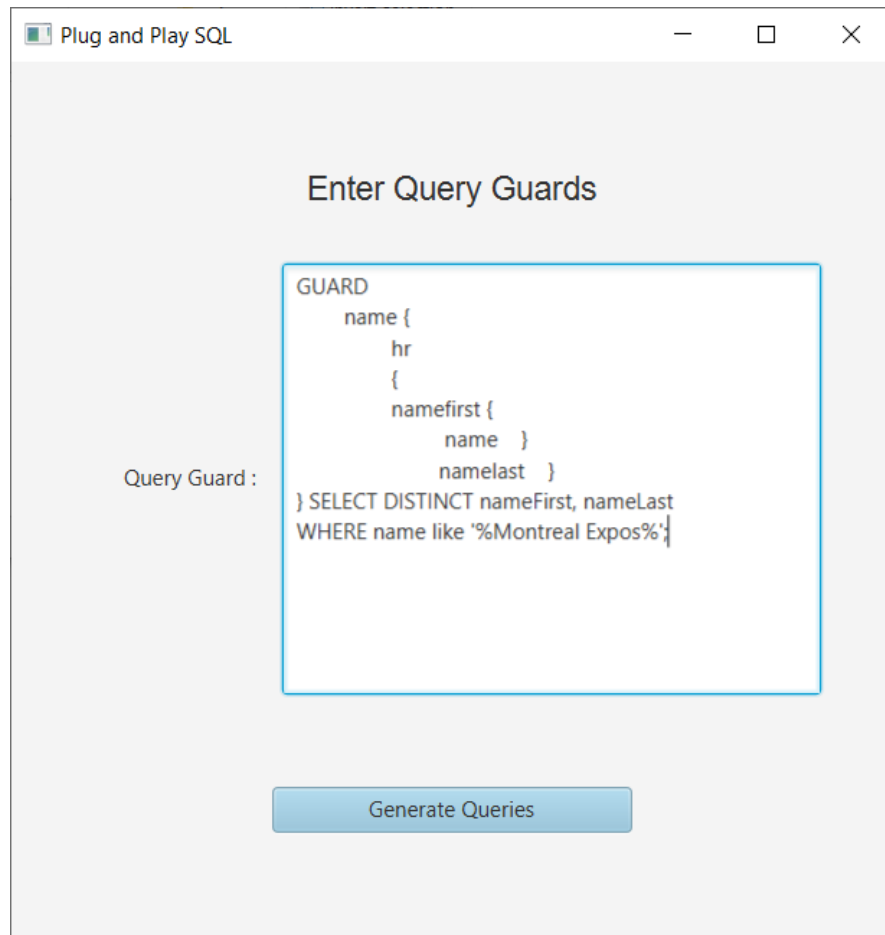 Plug and Play SQL
Enter Query Guards
Query Guard :
GUARD
name {
hr
{
namefirst {
name }
namelast }
} SELECT DISTINCT nameFirst, nameLast
WHERE name like '%Montreal Expos%';
Generate Queries